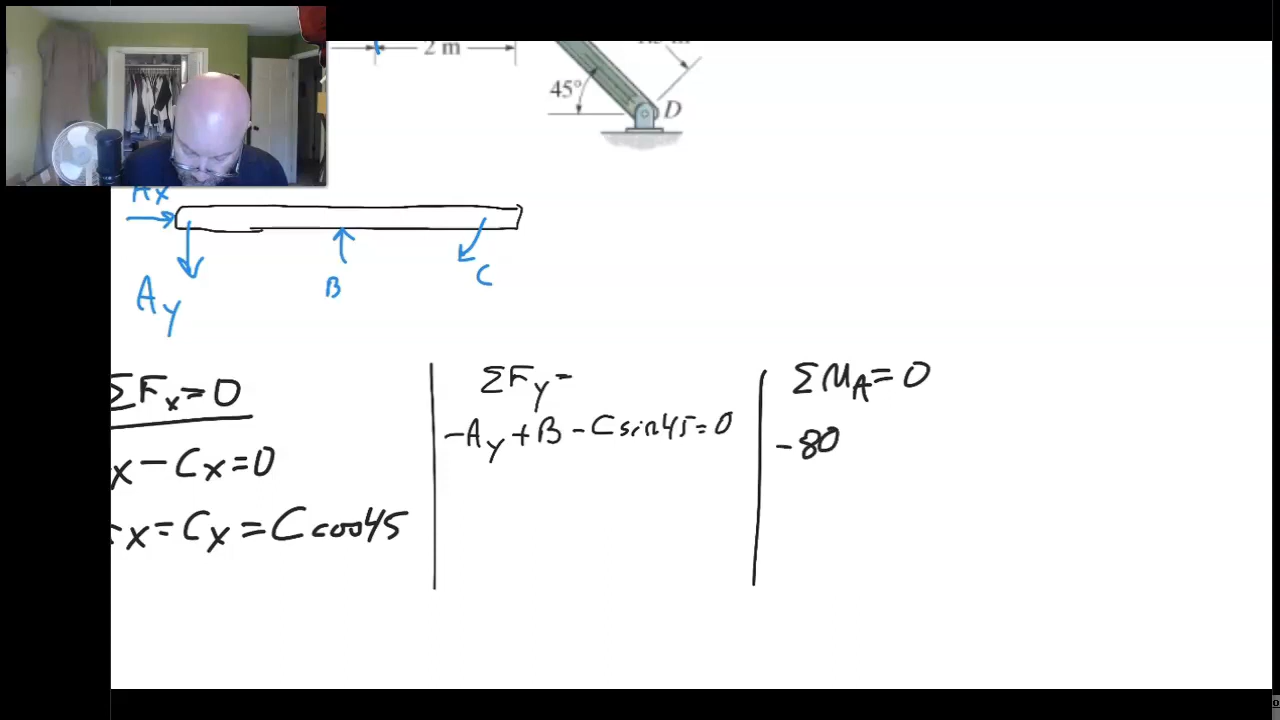 2 m
45°
D
Ax
Ay
B
C
ΣFx=0
x-Cx=0
x=Cx=Ccos45
ΣFy=
-Ay+B-Csin45=0
ΣMA=0
-80